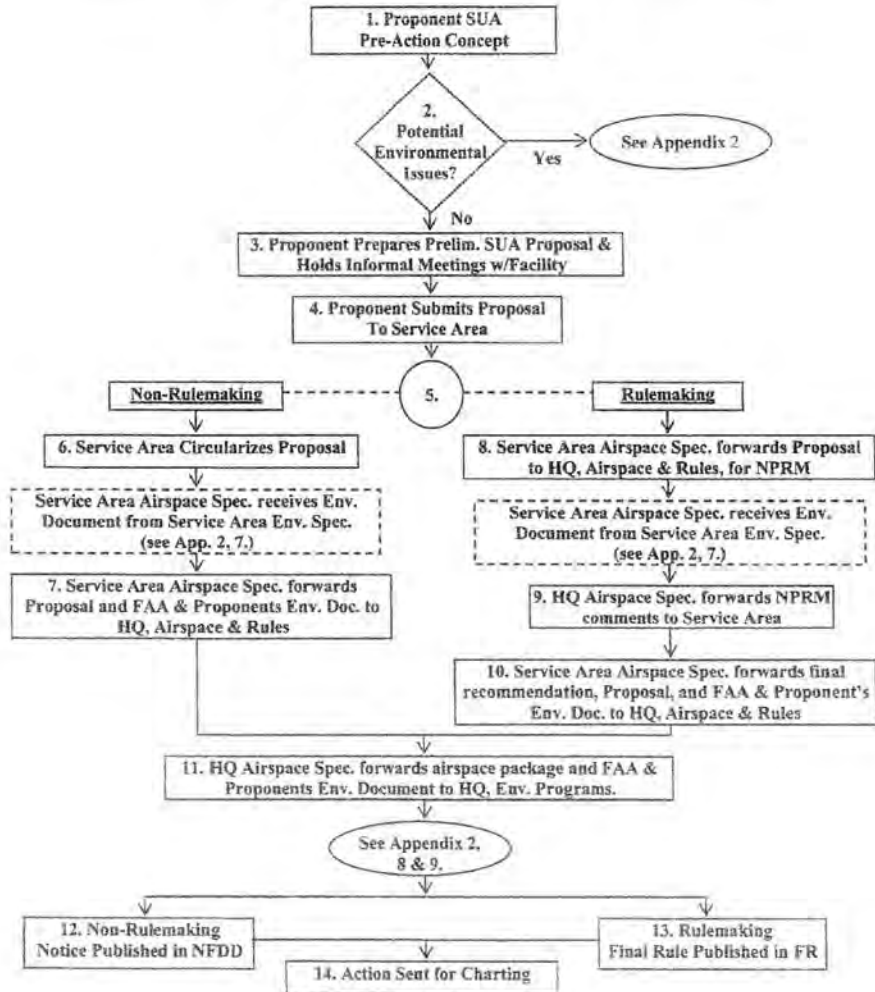 1. Proponent SUA
Pre-Action Concept
2.
Potential
Environmental
Issues?
Yes
See Appendix 2
No
3. Proponent Prepares Prelim. SUA Proposal &
Holds Informal Meetings w/Facility
4. Proponent Submits Proposal
To Service Area
Non-Rulemaking
5.
Rulemaking
6. Service Area Circularizes Proposal
Service Area Airspace Spec. receives Env.
Document from Service Area Env. Spec.
(see App. 2, 7.)
7. Service Area Airspace Spec. forwards
Proposal and FAA & Proponents Env. Doc. to
HQ, Airspace & Rules
8. Service Area Airspace Spec. forwards Proposal
to HQ, Airspace & Rules, for NPRM
Service Area Airspace Spec. receives Env.
Document from Service Area Env. Spec.
(see App. 2, 7.)
9. HQ Airspace Spec. forwards NPRM
comments to Service Area
10. Service Area Airspace Spec. forwards final
recommendation, Proposal, and FAA & Proponent's
Env. Doc. to HQ, Airspace & Rules
11. HQ Airspace Spec. forwards airspace package and FAA &
Proponents Env. Document to HQ, Env. Programs.
See Appendix 2,
8 & 9.
12. Non-Rulemaking
Notice Published in NFDD
13. Rulemaking
Final Rule Published in FR
14. Action Sent for Charting